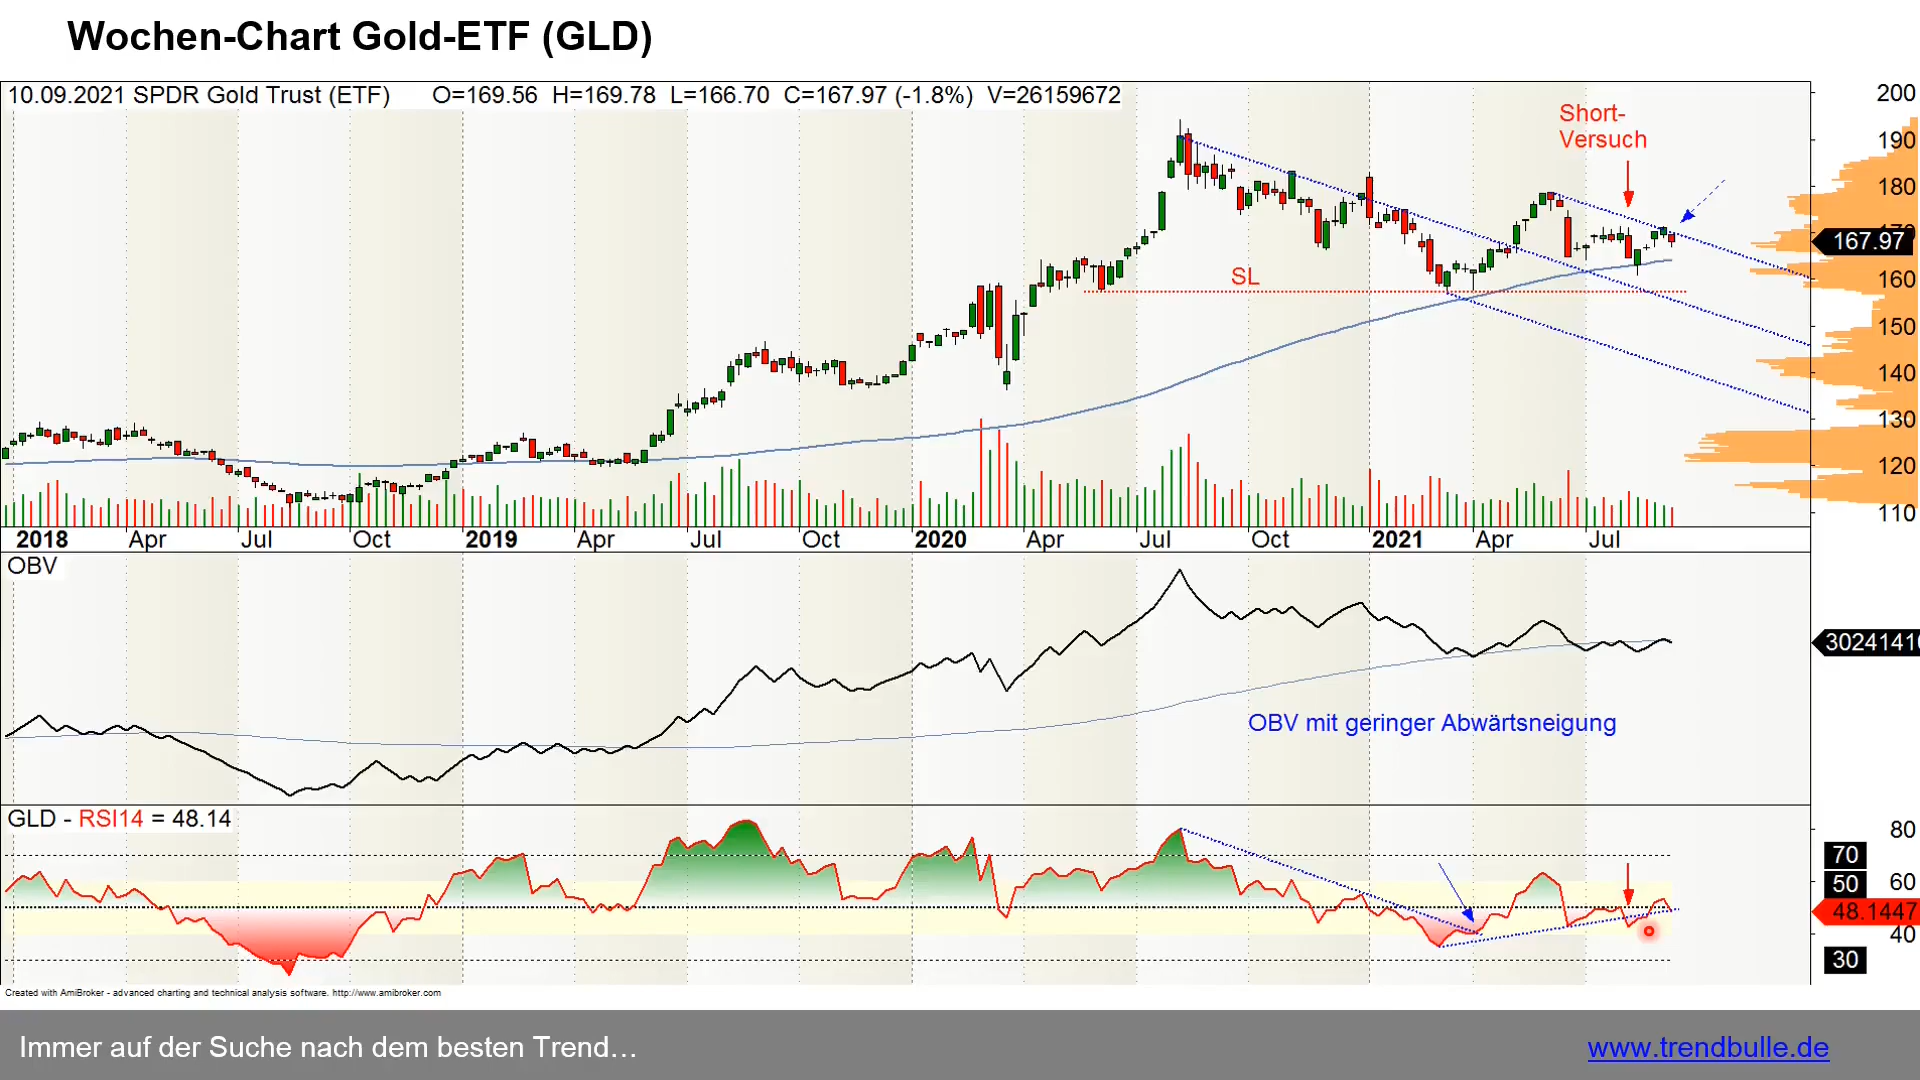 Wochen-Chart Gold-ETF (GLD)
10.09.2021 SPDR Gold Trust (ETF) O=169.56 H=169.78 L=166.70 C=167.97 (-1.8%) V=26159672
Short-
Versuch
SL
200
190
180
167.97
160
150
140
130
120
110
2018 Apr Jul Oct 2019 Apr Jul Oct 2020 Apr Jul Oct 2021 Apr Jul
OBV
3024141
OBV mit geringer Abwärtsneigung
GLD - RSI14 = 48.14
80
70
50
60
48.1447
40
30
Created with AmiBroker - advanced charting and technical analysis software. http://www.amibroker.com
Immer auf der Suche nach dem besten Trend…
www.trendbulle.de